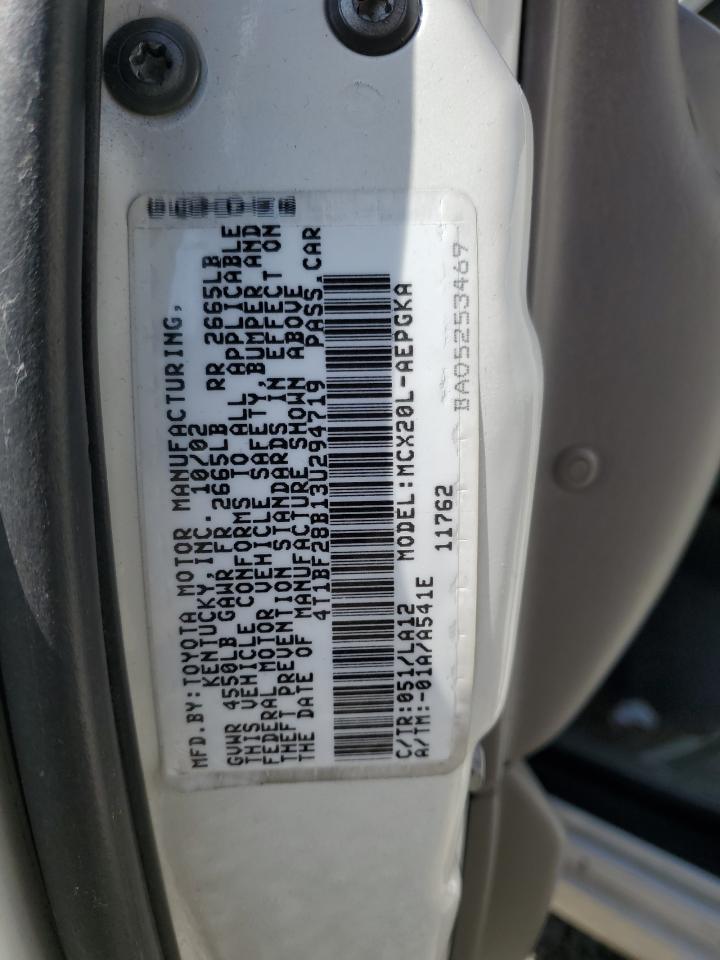 MFD.BY:TOYOTA MOTOR MANUFACTURING,
KENTUCKY,INC. 10/02
GVWR 4550LB GAWR FR 2665LB RR 2665LB
THIS VEHICLE CONFORMS TO ALL APPLICABLE
FEDERAL MOTOR VEHICLE SAFETY,BUMPER AND
THEFT PREVENTION STANDARDS IN EFFECT ON
THE DATE OF MANUFACTURE SHOWN ABOVE
4T1BF28B13U294719 PASS.CAR
C/TR:051/LA12 MODEL:MCX20L-AEPGKA
A/TM:-01A/A541E 11762
BA05253469